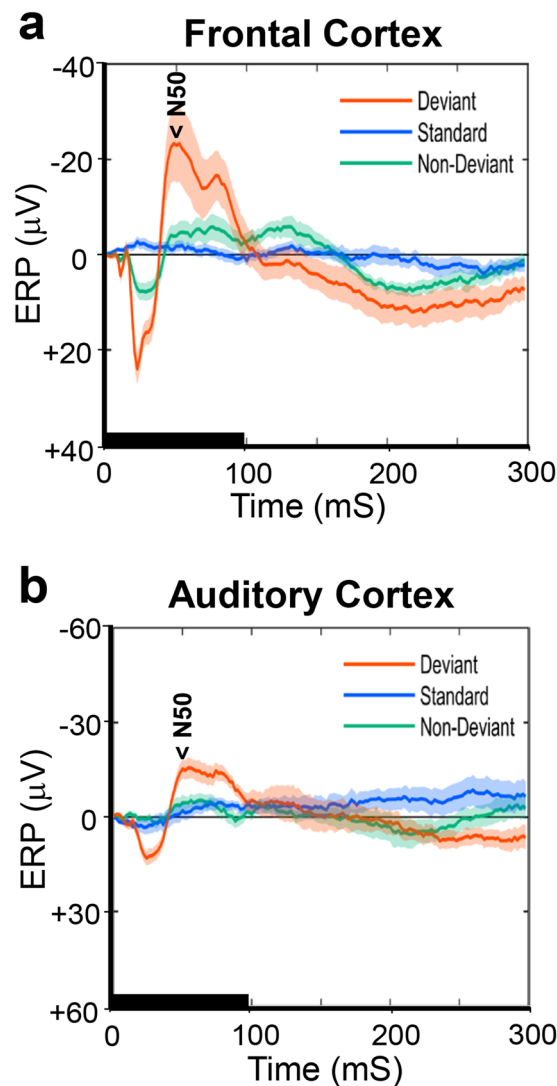 a
Frontal Cortex
-40
-20
0
+20
+40
ERP (μV)
< N50
Deviant
Standard
Non-Deviant
0
100
200
300
Time (mS)
b
Auditory Cortex
-60
-30
0
+30
+60
ERP (μV)
< N50
Deviant
Standard
Non-Deviant
0
100
200
300
Time (mS)